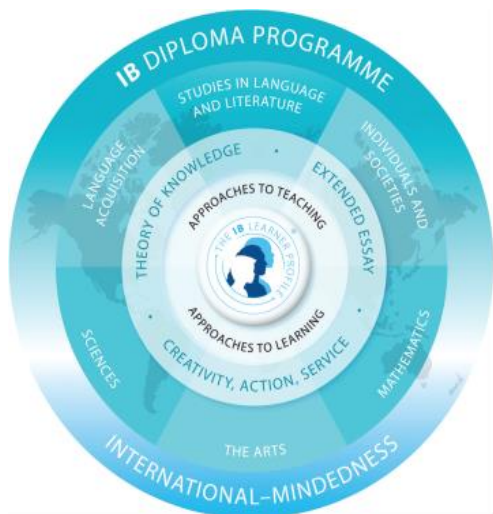 IB DIPLOMA PROGRAMME
STUDIES IN LANGUAGE
AND LITERATURE
LANGUAGE
ACQUISITION
INDIVIDUALS AND
SOCIETIES
THEORY OF KNOWLEDGE
EXTENDED ESSAY
APPROACHES TO TEACHING
THE IB LEARNER PROFILE
APPROACHES TO LEARNING
CREATIVITY, ACTION, SERVICE
SCIENCES
MATHEMATICS
THE ARTS
INTERNATIONAL-MINDEDNESS